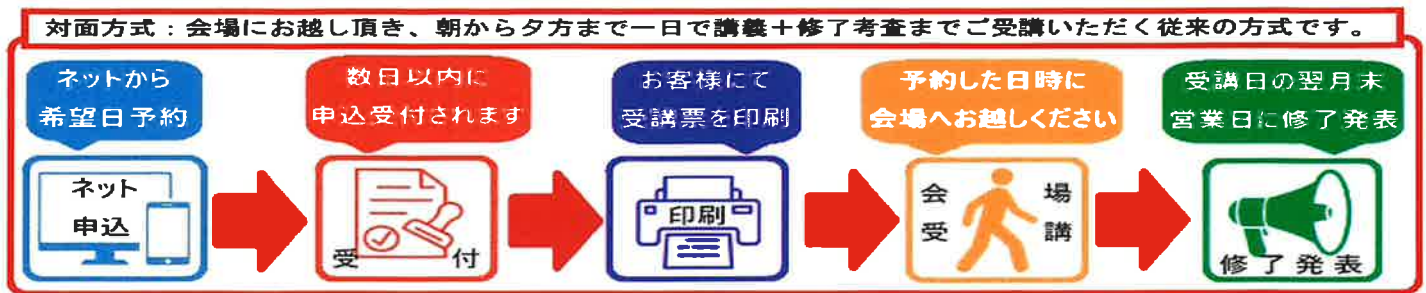 対面方式：会場にお越し頂き、朝から夕方まで一日で講義＋修了考査までご受講いただく従来の方式です。
ネットから
希望日予約
数日以内に
申込受付されます
お客様にて
受講票を印刷
予約した日時に
会場へお越しください
受講日の翌月末
営業日に修了発表
ネット
申込
受付
印刷
会場
受講
修了発表